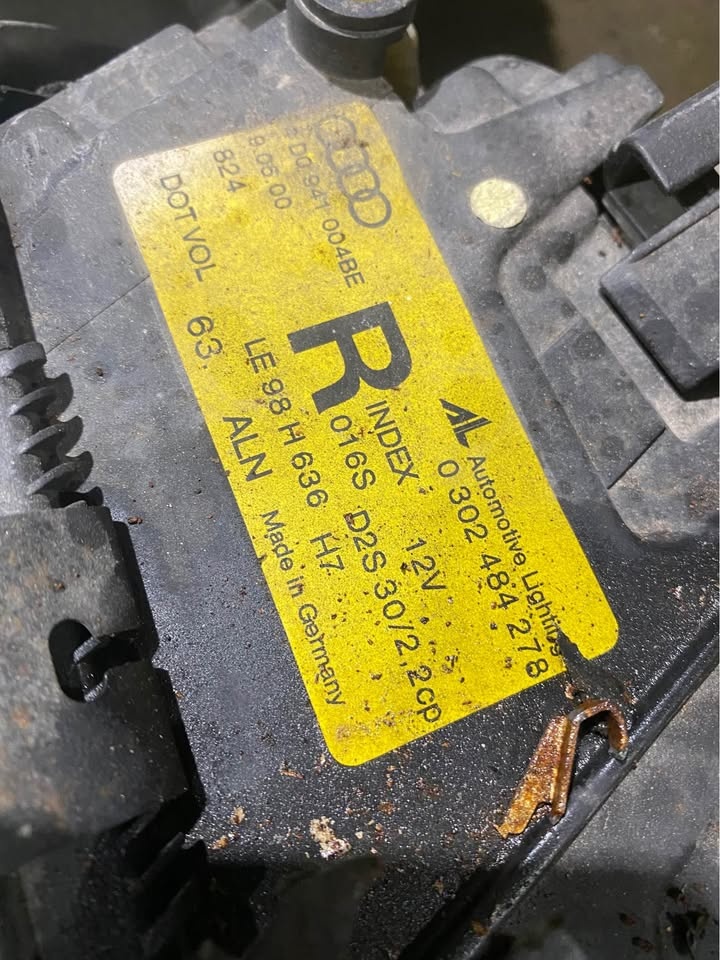 AL Automotive Lighting
0 302 484 278
8D0 941 004BE
INDEX 12V
R
016S D2S 30/2,2cp
9.06.00
824
LE 98 H 636 H7
DOT VOL 63 ALN Made in Germany